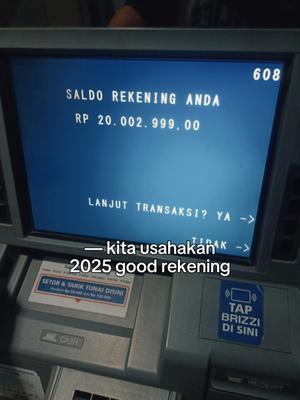 608
SALDO REKENING ANDA
RP 20.002.999,00
LANJUT TRANSAKSI? YA ->
TIDAK ->
— kita usahakan
2025 good rekening
SETOR & TARIK TUNAI DISINI
TAP
BRIZZI
DI SINI
CASH
RECEIPT